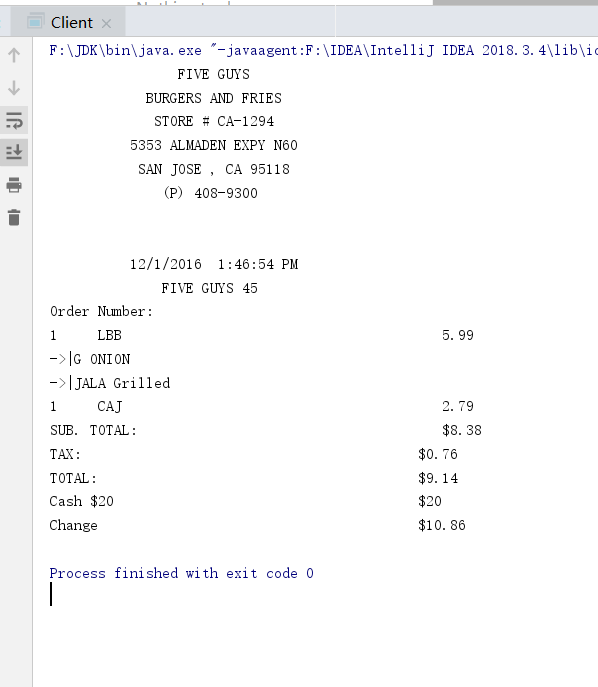 Client
F:\JDK\bin\java.exe "-javaagent:F:\IDEA\IntelliJ IDEA 2018.3.4\lib\
FIVE GUYS
BURGERS AND FRIES
STORE # CA-1294
5353 ALMADEN EXPY N60
SAN JOSE , CA 95118
(P) 408-9300
12/1/2016 1:46:54 PM
FIVE GUYS 45
Order Number:
1 LBB 5.99
->|G ONION
->|JALA Grilled
1 CAJ 2.79
SUB. TOTAL: $8.38
TAX: $0.76
TOTAL: $9.14
Cash $20 $20
Change $10.86
Process finished with exit code 0